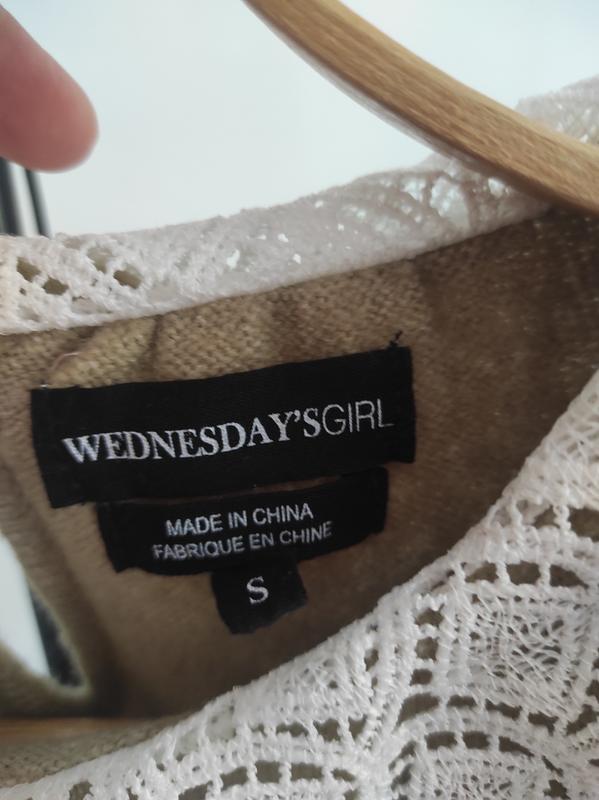 WEDNESDAY'SGIRL
MADE IN CHINA
FABRIQUE EN CHINE
S